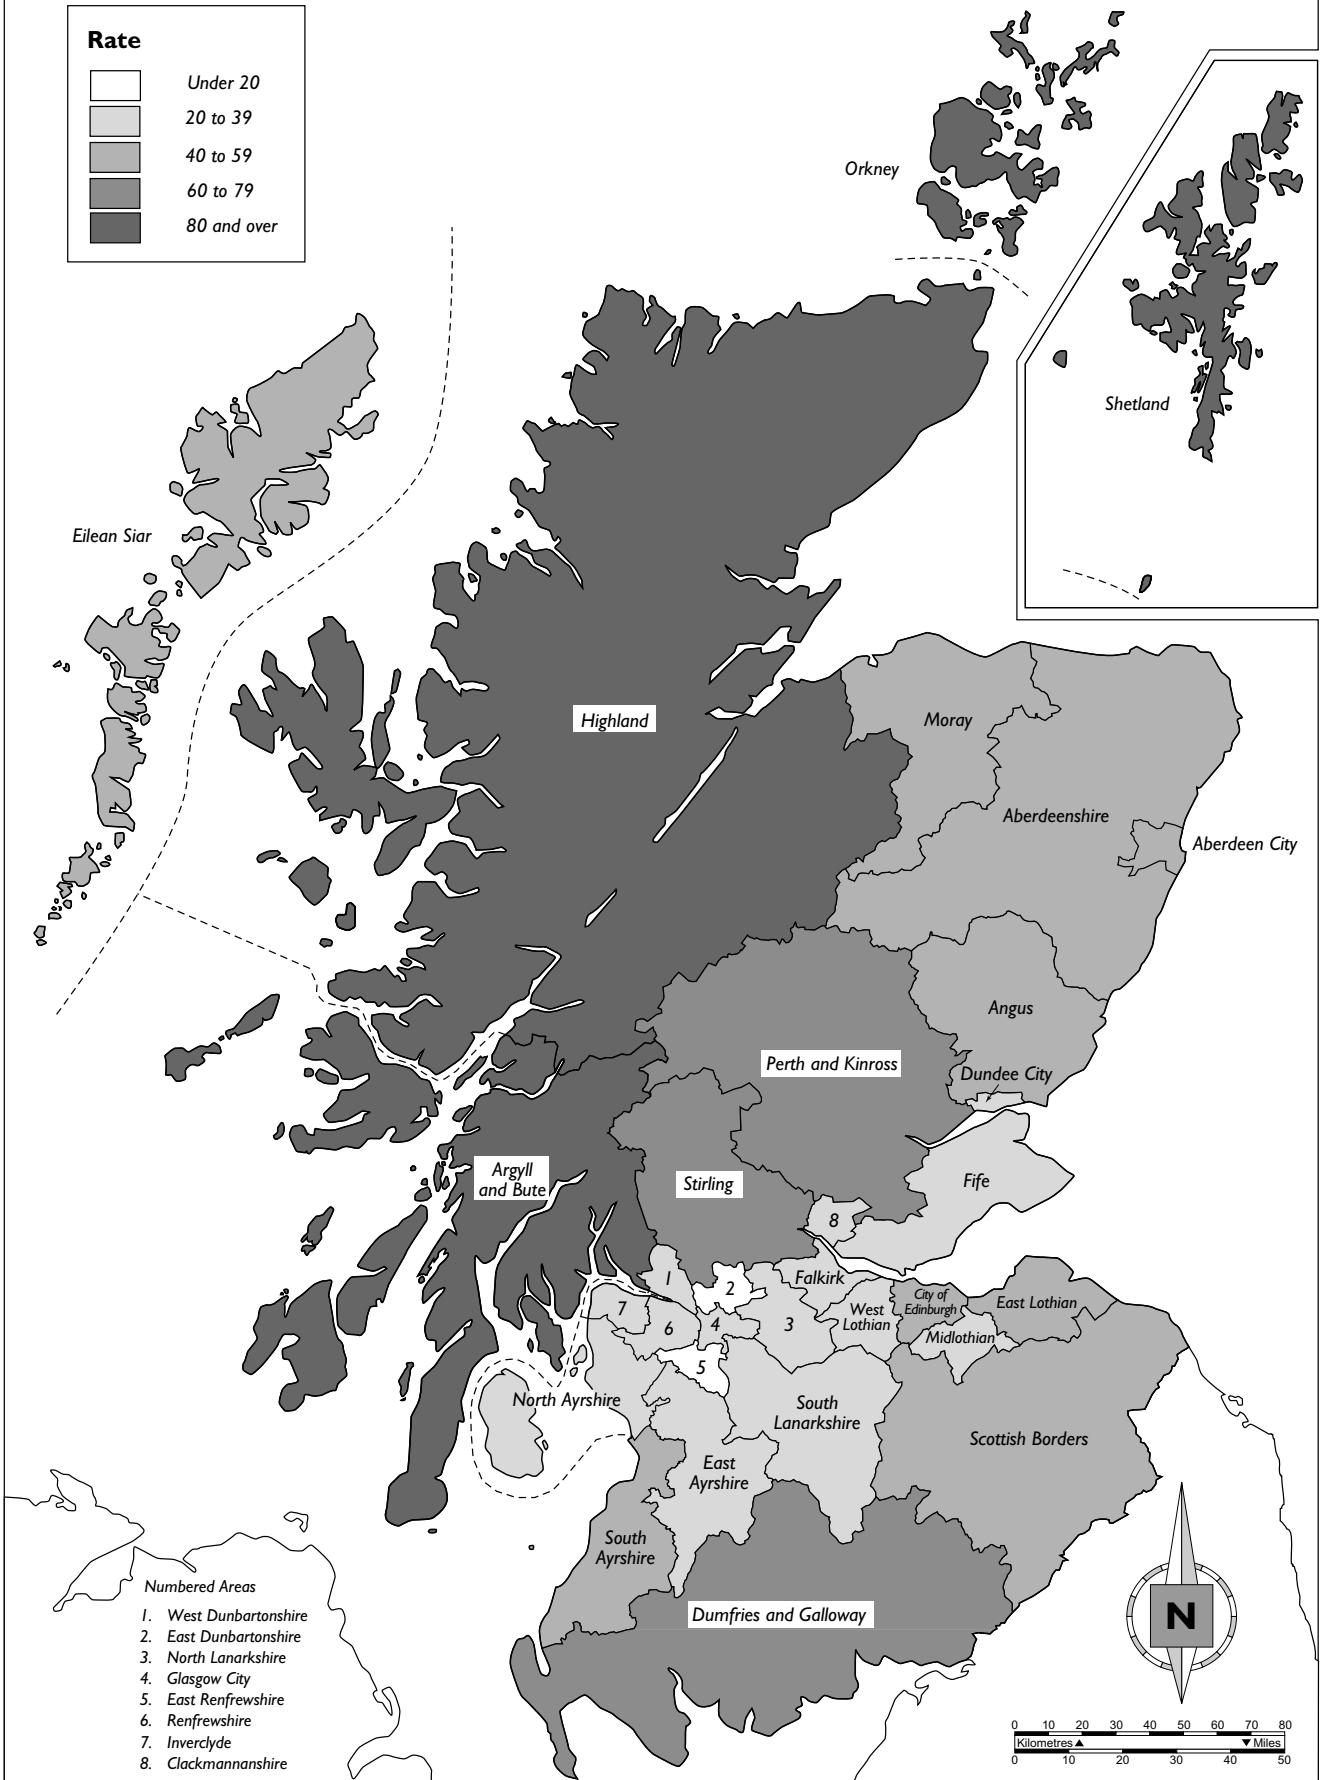 Rate
Under 20
20 to 39
40 to 59
60 to 79
80 and over
Orkney
Shetland
Eilean Siar
Highland
Moray
Aberdeenshire
Aberdeen City
Angus
Perth and Kinross
Dundee City
Argyll
and Bute
Stirling
Fife
8
1
2
Falkirk
City of
Edinburgh
East Lothian
7
6
4
3
West
Lothian
Midlothian
5
North Ayrshire
South
Lanarkshire
Scottish Borders
East
Ayrshire
South
Ayrshire
Dumfries and Galloway
Numbered Areas
1. West Dunbartonshire
2. East Dunbartonshire
3. North Lanarkshire
4. Glasgow City
5. East Renfrewshire
6. Renfrewshire
7. Inverclyde
8. Clackmannanshire
N
0 10 20 30 40 50 60 70 80
Kilometres ▲ ▼ Miles
0 10 20 30 40 50